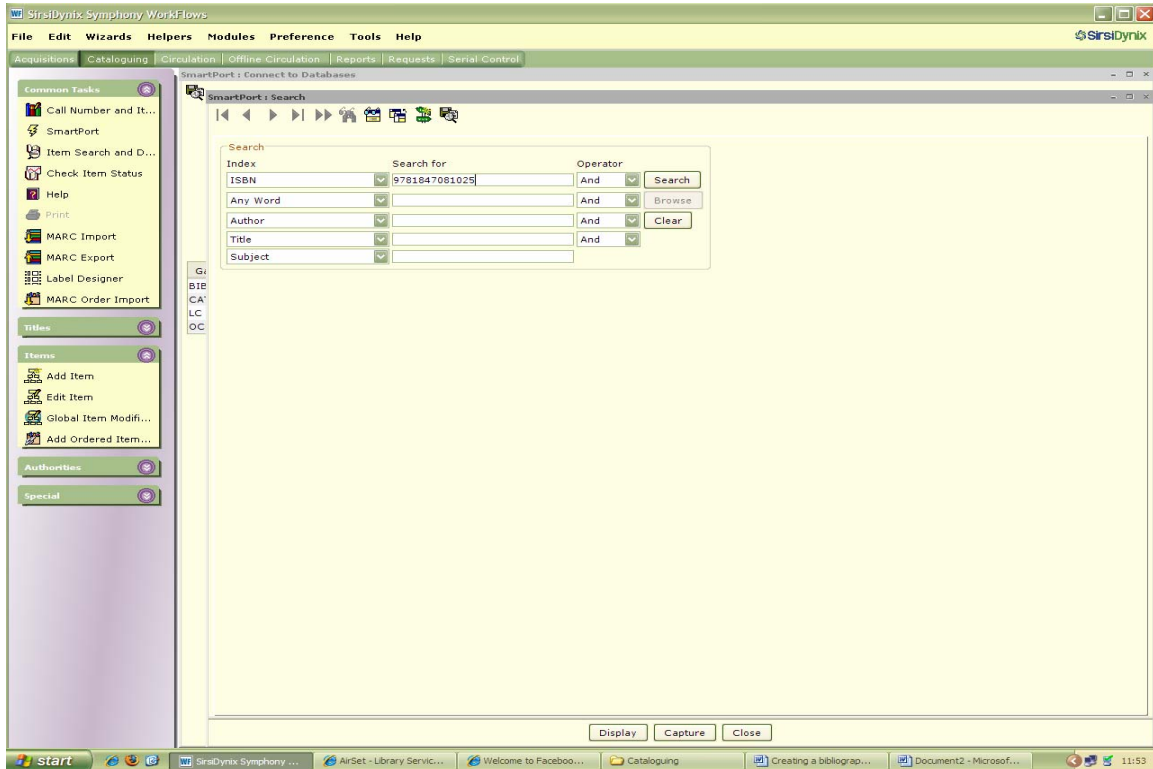 SirsiDynix Symphony WorkFlows
File Edit Wizards Helpers Modules Preference Tools Help
SirsiDynix
Acquisitions Cataloguing Circulation Offline Circulation Reports Requests Serial Control
SmartPort : Connect to Databases
Common Tasks
SmartPort : Search
Call Number and It...
SmartPort
Item Search and D...
Check Item Status
Help
Print
MARC Import
MARC Export
Label Designer
MARC Order Import
Search
Index Search for Operator
ISBN 9781847081025 And Search
Any Word And Browse
Author And Clear
Title And
Subject
BIB
CA
LC
OC
Titles
Items
Add Item
Edit Item
Global Item Modifi...
Add Ordered Item...
Authorities
Special
Display Capture Close
start SirsiDynix Symphony ... AirSet - Library Servic... Welcome to Faceboo... Cataloguing Creating a bibliograp... Document2 - Microsof... 11:53